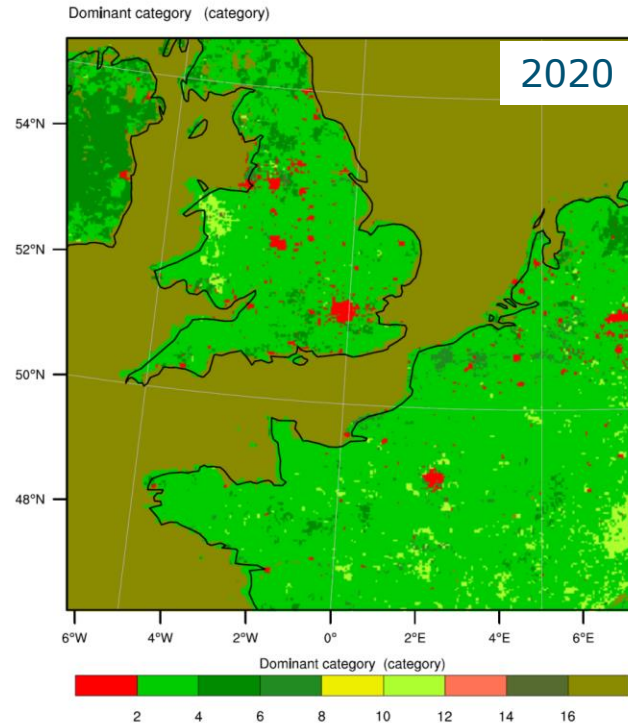 Dominant category (category)
2020
54°N
52°N
50°N
48°N
6°W 4°W 2°W 0° 2°E 4°E 6°E
Dominant category (category)
2 4 6 8 10 12 14 16